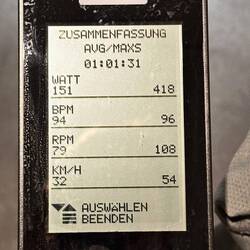 ZUSAMMENFASSUNG
AVG/MAXS
01:01:31
WATT
151 418
BPM
94 96
RPM
79 108
KM/H
32 54
AUSWÄHLEN
BEENDEN